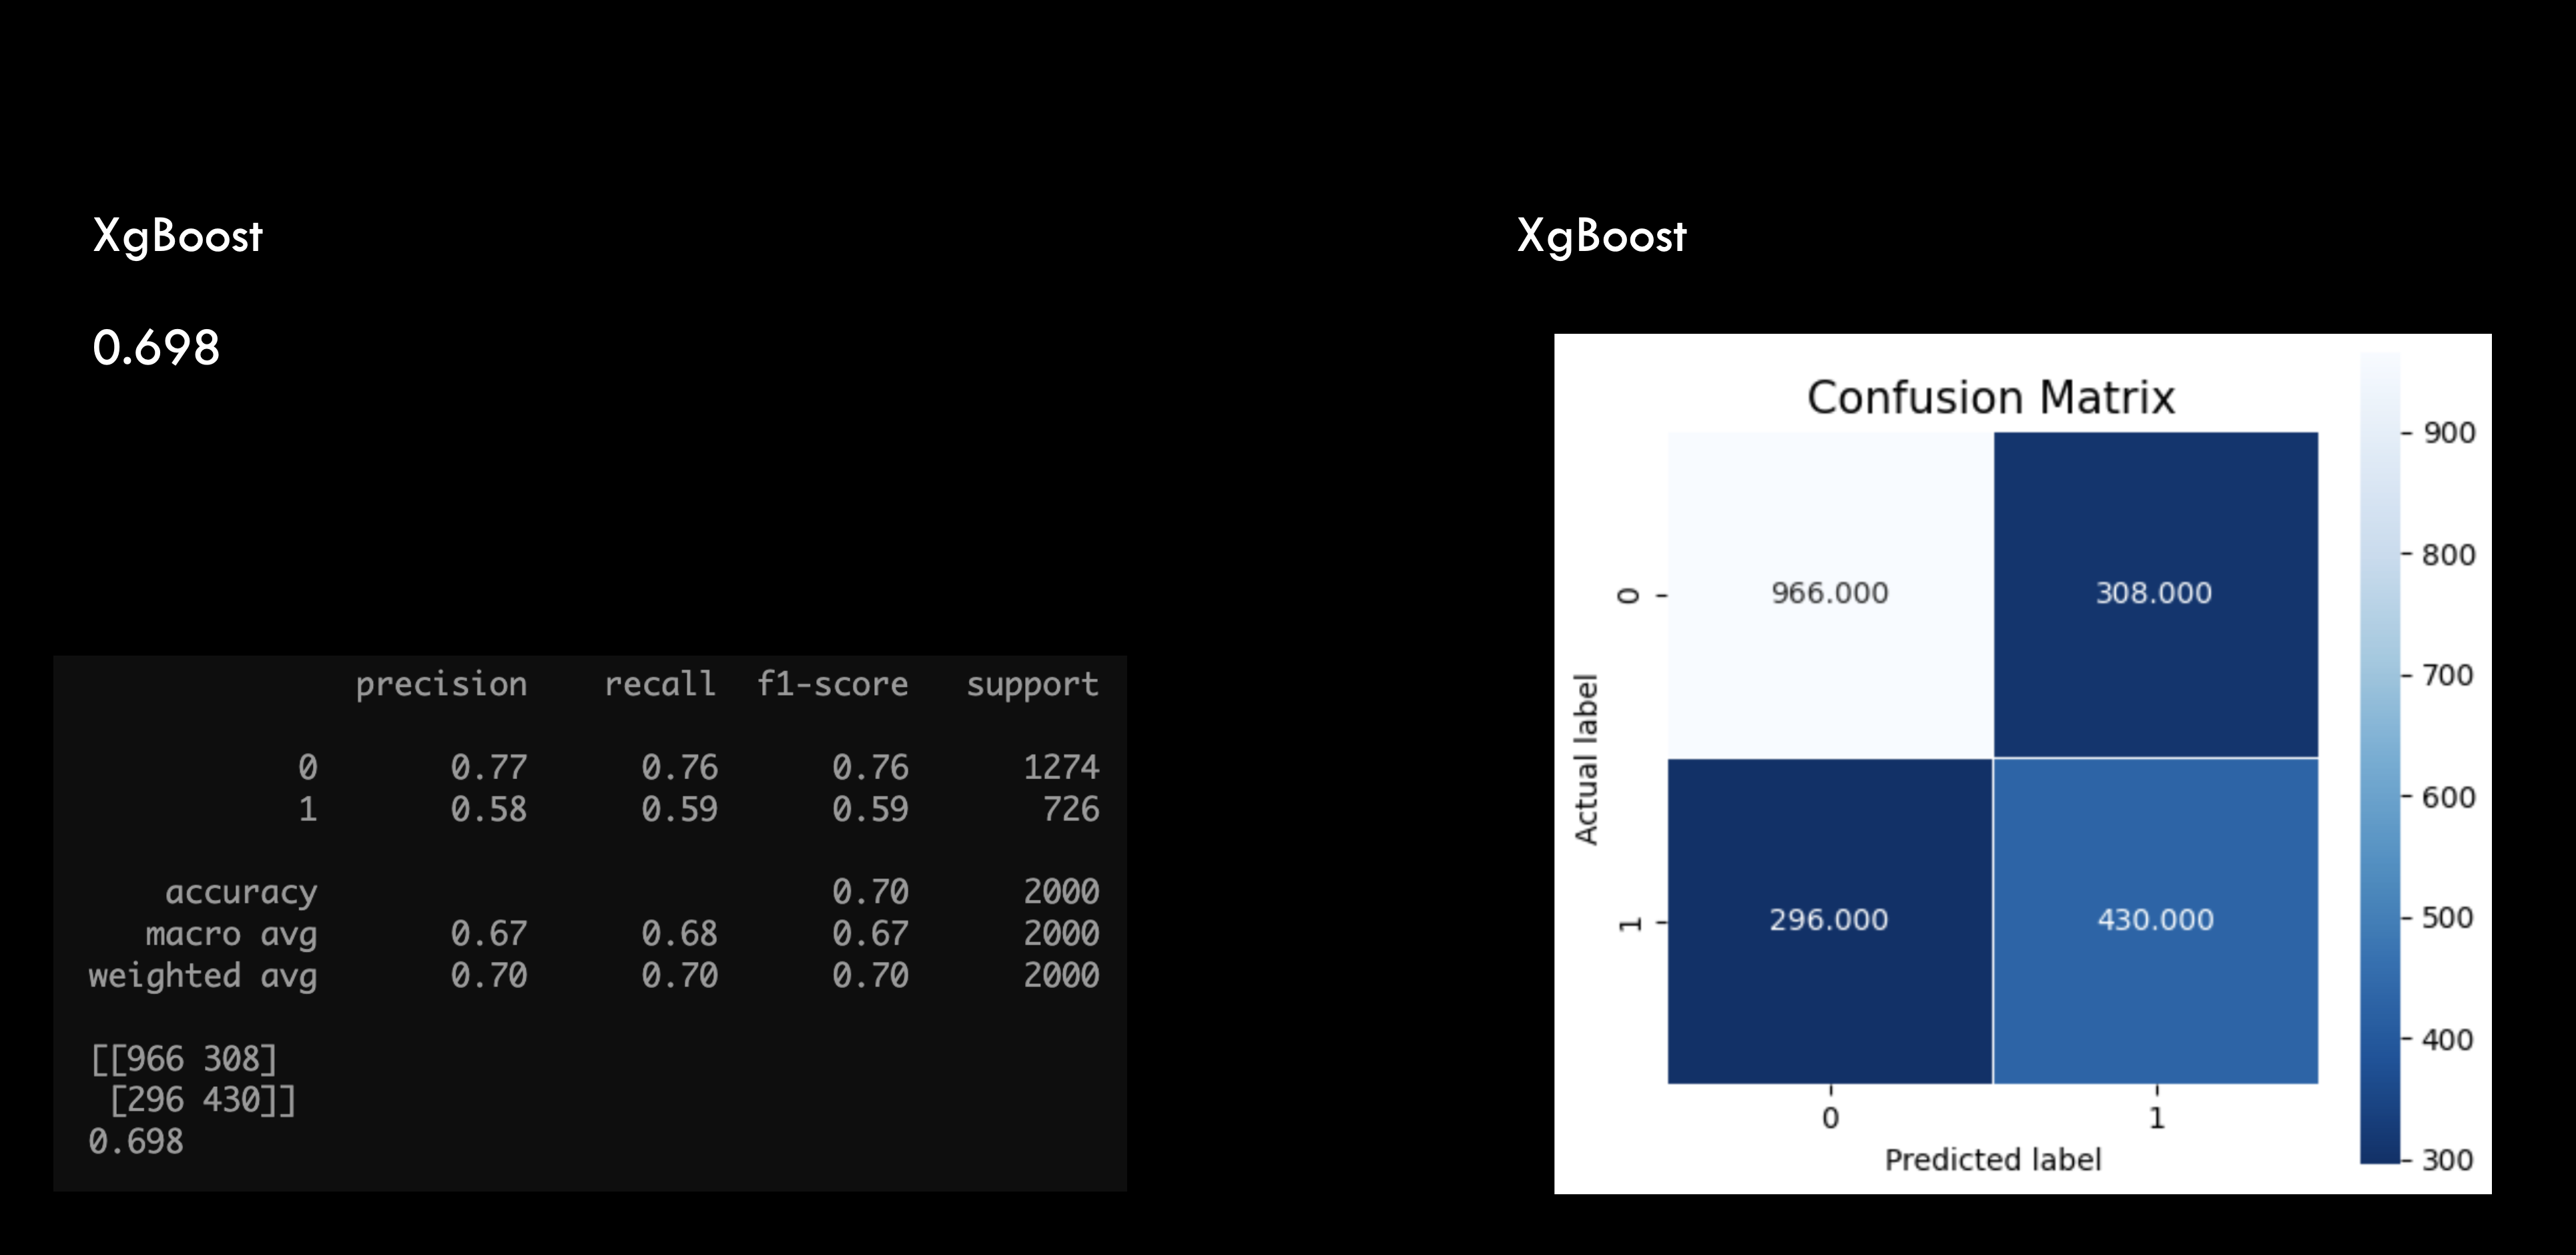 XgBoost
0.698
precision recall f1-score support
0 0.77 0.76 0.76 1274
1 0.58 0.59 0.59 726
accuracy 0.70 2000
macro avg 0.67 0.68 0.67 2000
weighted avg 0.70 0.70 0.70 2000
[[966 308]
[296 430]]
0.698
XgBoost
Confusion Matrix
Actual label
0
1
966.000 308.000
296.000 430.000
0 1
Predicted label
900
800
700
600
500
400
300